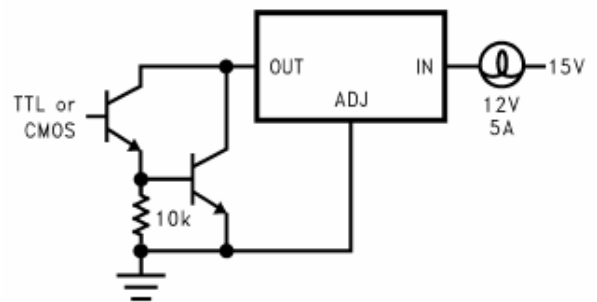 OUT
IN
15V
ADJ
TTL or
CMOS
12V
5A
10k